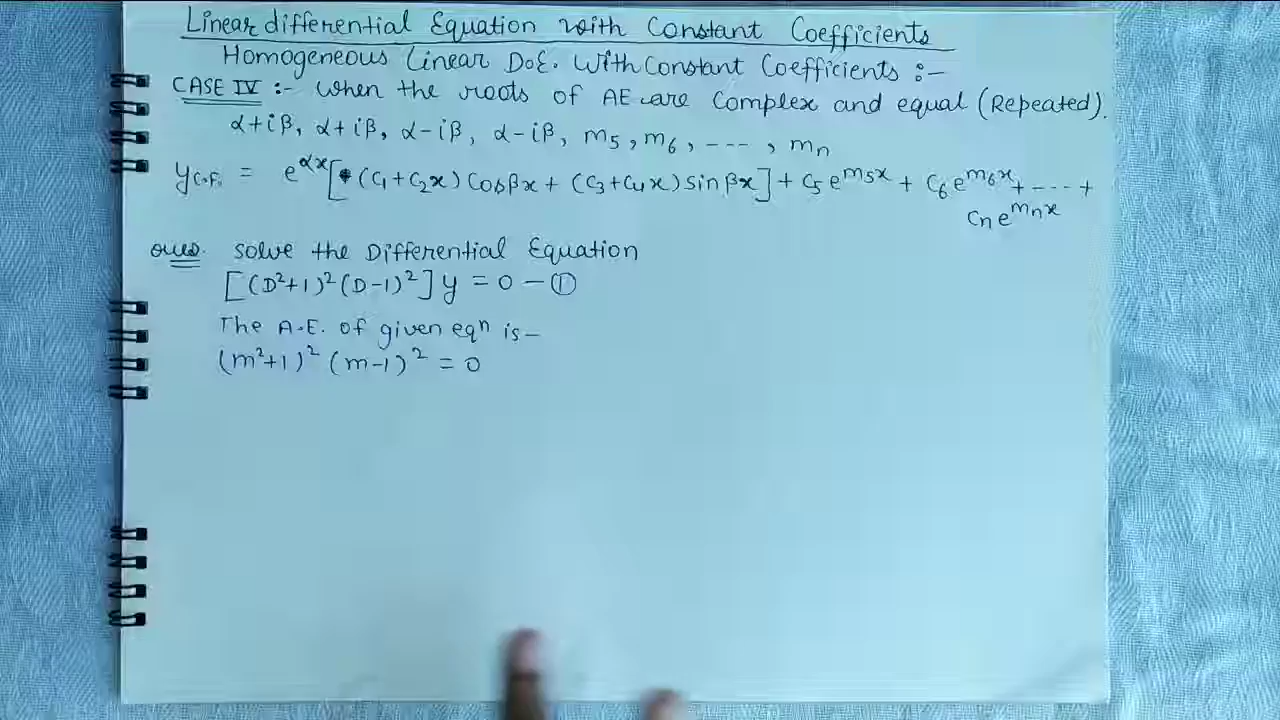 Linear differential Equation with Constant Coefficients
Homogeneous Linear D.E. With Constant Coefficients :-
CASE IV :- When the roots of AE are Complex and equal (Repeated).
α+iβ, α+iβ, α-iβ, α-iβ, m5, m6, ---, mn
yC.F. = e^αx[(C1+C2x) Cosβx + (C3+C4x) sinβx] + C5e^m5x + C6e^m6x + ---- +
Cne^mnx
Ques. Solve the Differential Equation
[(D²+1)²(D-1)²]y = 0 - ①
The A.E. of given eqn is-
(m²+1)² (m-1)² = 0